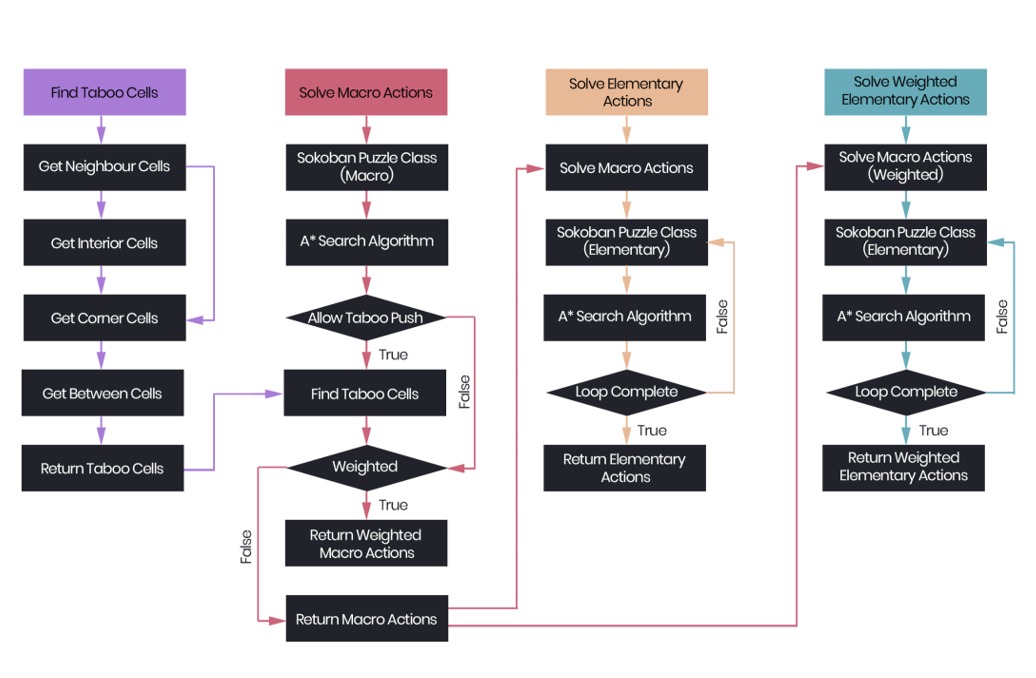 Find Taboo Cells
Get Neighbour Cells
Get Interior Cells
Get Corner Cells
Get Between Cells
Return Taboo Cells
Solve Macro Actions
Sokoban Puzzle Class
(Macro)
A* Search Algorithm
Allow Taboo Push
True
False
Find Taboo Cells
Weighted
True
False
Return Weighted
Macro Actions
Return Macro Actions
Solve Elementary
Actions
Solve Macro Actions
Sokoban Puzzle Class
(Elementary)
A* Search Algorithm
False
Loop Complete
True
Return Elementary
Actions
Solve Weighted
Elementary Actions
Solve Macro Actions
(Weighted)
Sokoban Puzzle Class
(Elementary)
A* Search Algorithm
False
Loop Complete
True
Return Weighted
Elementary Actions